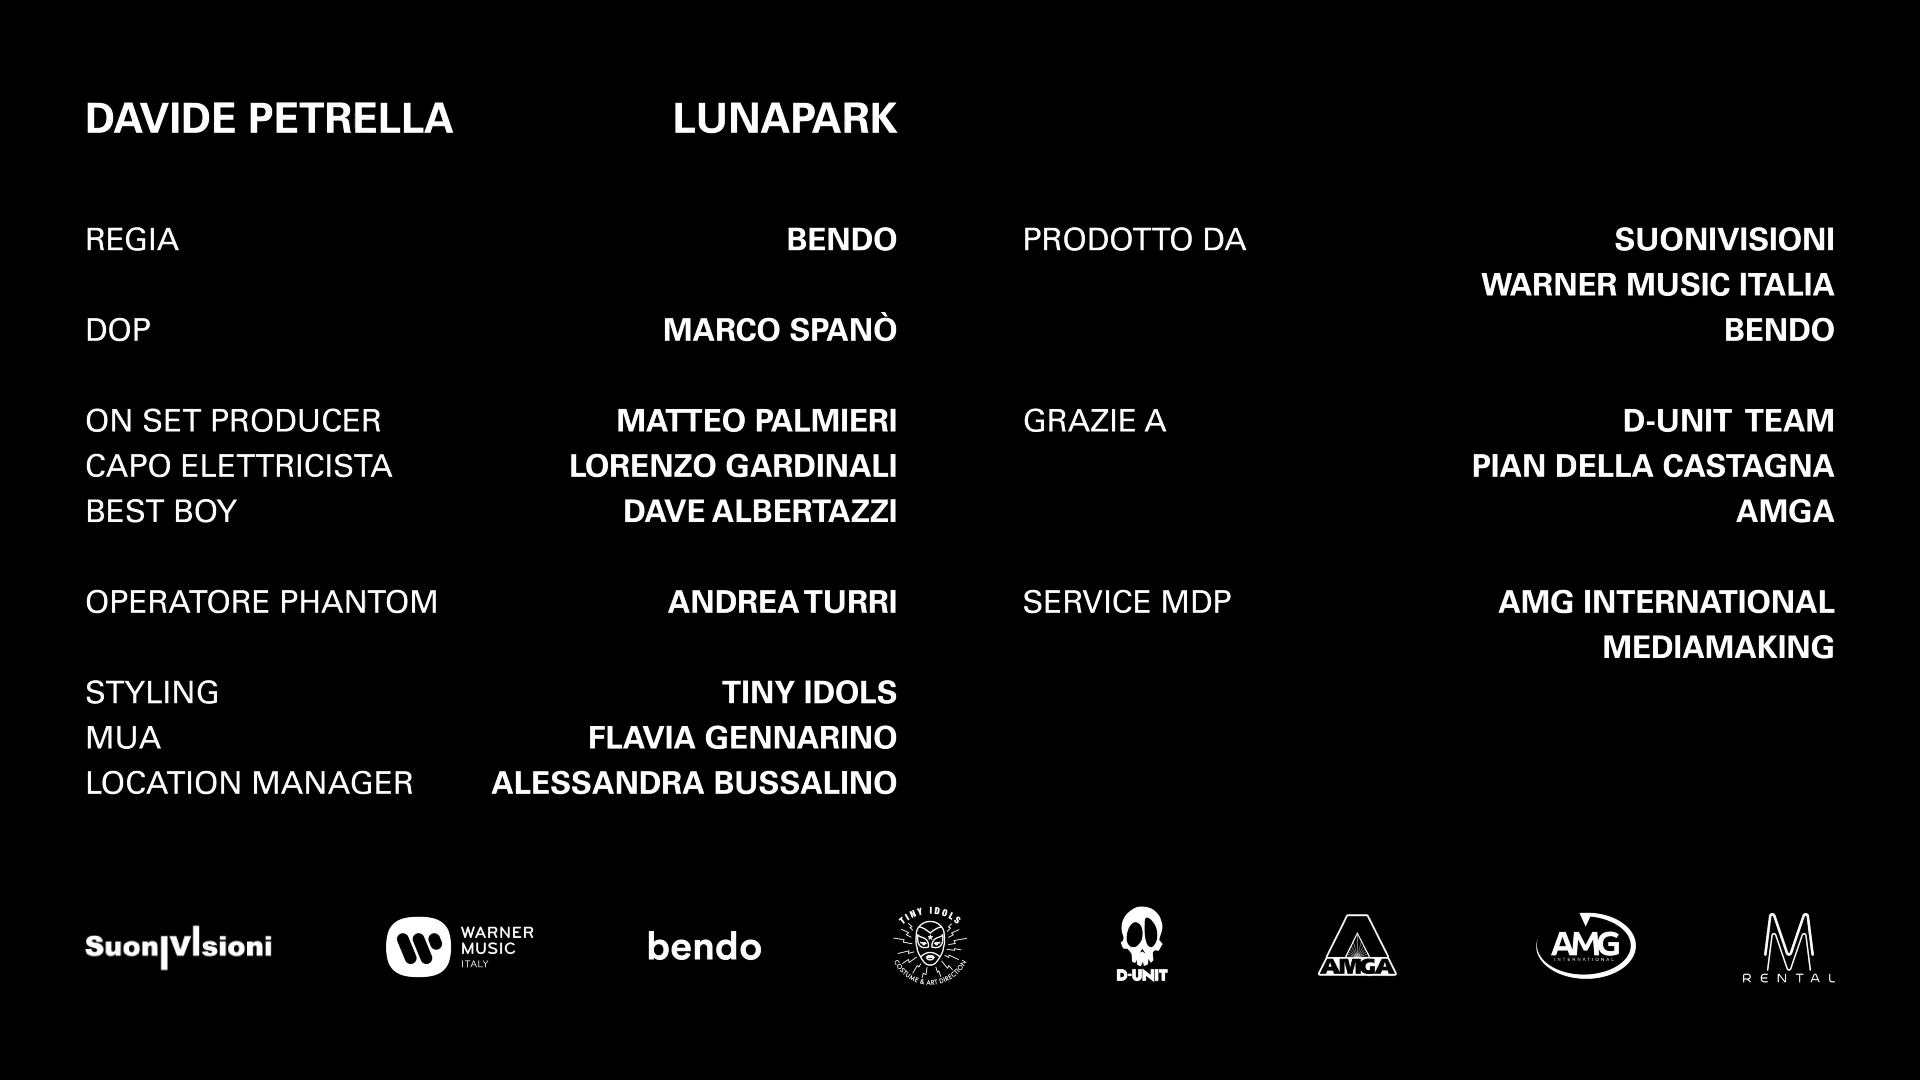 DAVIDE PETRELLA LUNAPARK
REGIA BENDO
DOP MARCO SPANÒ
ON SET PRODUCER MATTEO PALMIERI
CAPO ELETTRICISTA LORENZO GARDINALI
BEST BOY DAVE ALBERTAZZI
OPERATORE PHANTOM ANDREA TURRI
STYLING TINY IDOLS
MUA FLAVIA GENNARINO
LOCATION MANAGER ALESSANDRA BUSSALINO
PRODOTTO DA SUONIVISIONI
WARNER MUSIC ITALIA
BENDO
GRAZIE A D-UNIT TEAM
PIAN DELLA CASTAGNA
AMGA
SERVICE MDP AMG INTERNATIONAL
MEDIAMAKING
SuonIVIsioni
WARNER
MUSIC
ITALY
bendo
TINY IDOLS
COSTUME & ART DIRECTION
D-UNIT
AMGA
AMG
INTERNATIONAL
M
RENTAL